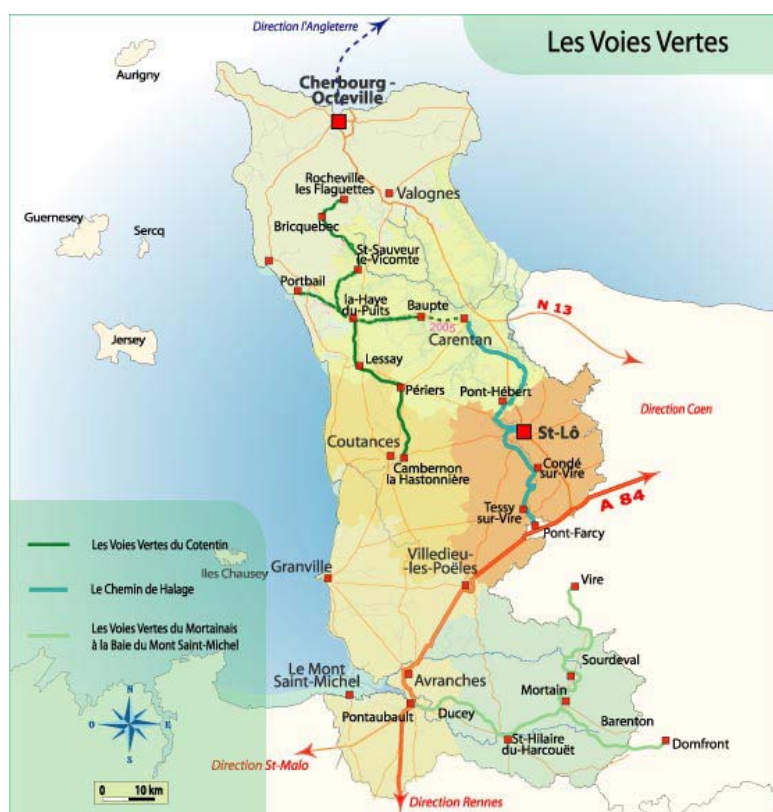 Direction l'Angleterre
Les Voies Vertes
Aurigny
Cherbourg -
Octeville
Rocheville
les Flaguettes
Valognes
Guernesey
Sercq
Bricquebec
St-Sauveur
le-Vicomte
Portbail
la-Haye
du-Puits
Baupte
2005
Carentan
N 13
Jersey
Lessay
Périers
Pont-Hébert
Direction Caen
St-Lô
Coutances
Cambernon
la Hastonnière
Condé
sur-Vire
Tessy
sur-Vire
A 84
Pont-Farcy
Les Voies Vertes du Cotentin
Iles Chausey
Granville
Villedieu-
les-Poëles
Le Chemin de Halage
Vire
Les Voies Vertes du Mortainais
à la Baie du Mont Saint-Michel
Sourdeval
Le Mont
Saint-Michel
Avranches
Mortain
Barenton
Pontaubault
Ducey
St-Hilaire
du-Harcouët
Domfront
N
O
E
S
Direction St-Malo
Direction Rennes
0 10 km